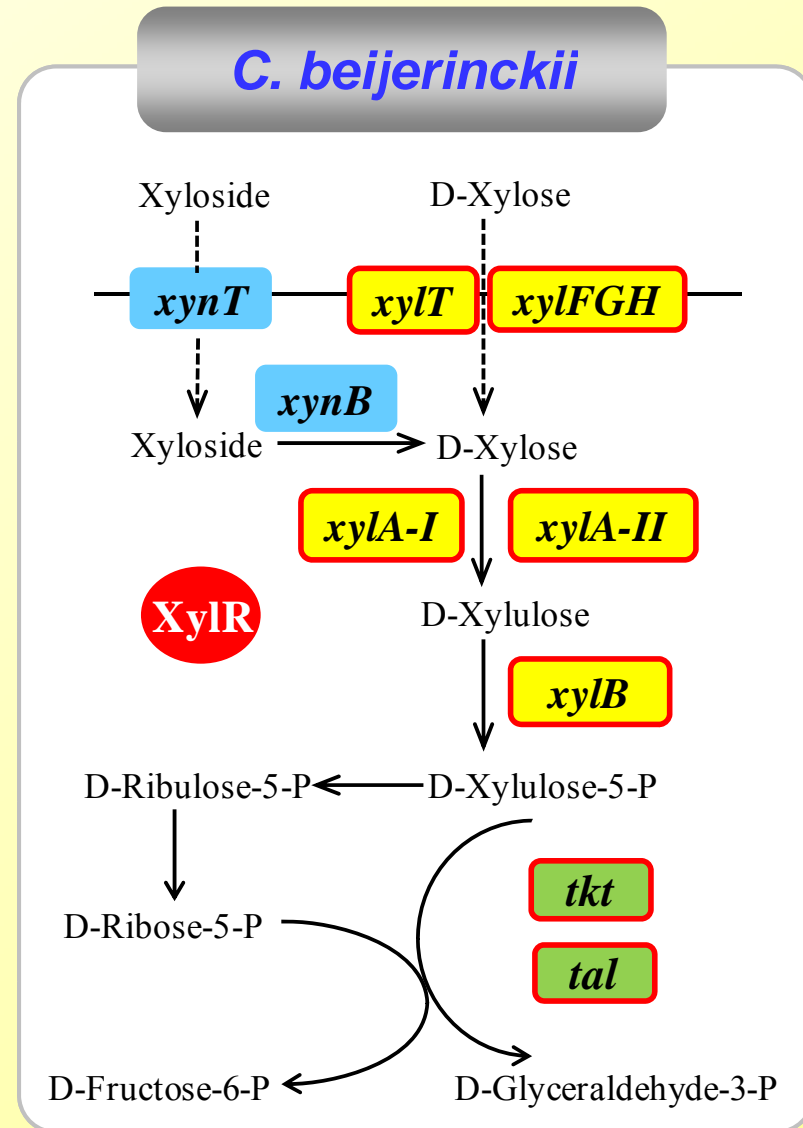 C. beijerinckii
Xyloside D-Xylose
xynT xylT xylFGH
xynB
Xyloside D-Xylose
xylA-I xylA-II
XylR
D-Xylulose
xylB
D-Ribulose-5-P D-Xylulose-5-P
tkt
D-Ribose-5-P
tal
D-Fructose-6-P D-Glyceraldehyde-3-P